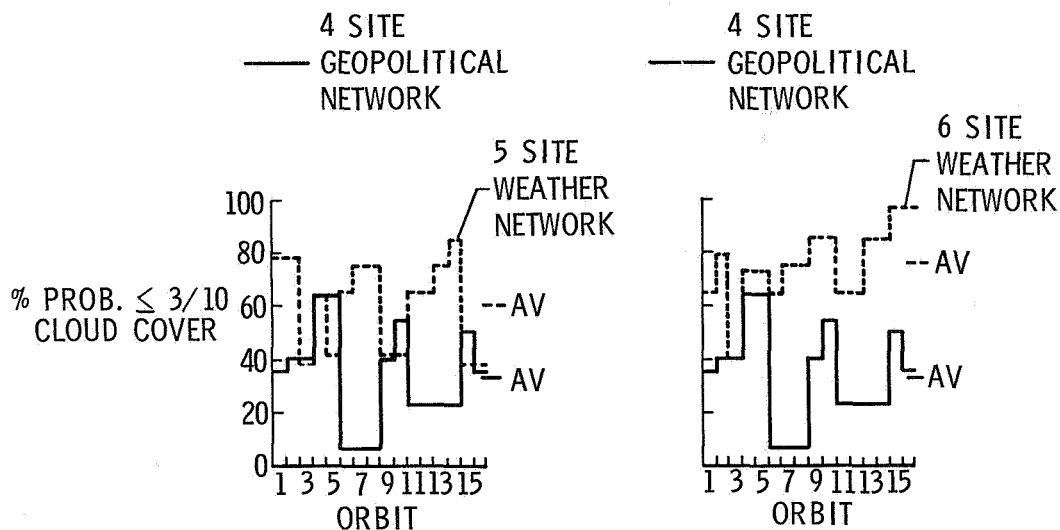 4 SITE
GEOPOLITICAL
NETWORK
5 SITE
WEATHER
NETWORK
100
80
60
40
20
0
% PROB. ≤ 3/10
CLOUD COVER
AV
AV
1 3 5 7 9 11 13 15
ORBIT
4 SITE
GEOPOLITICAL
NETWORK
6 SITE
WEATHER
NETWORK
AV
AV
1 3 5 7 9 11 13 15
ORBIT